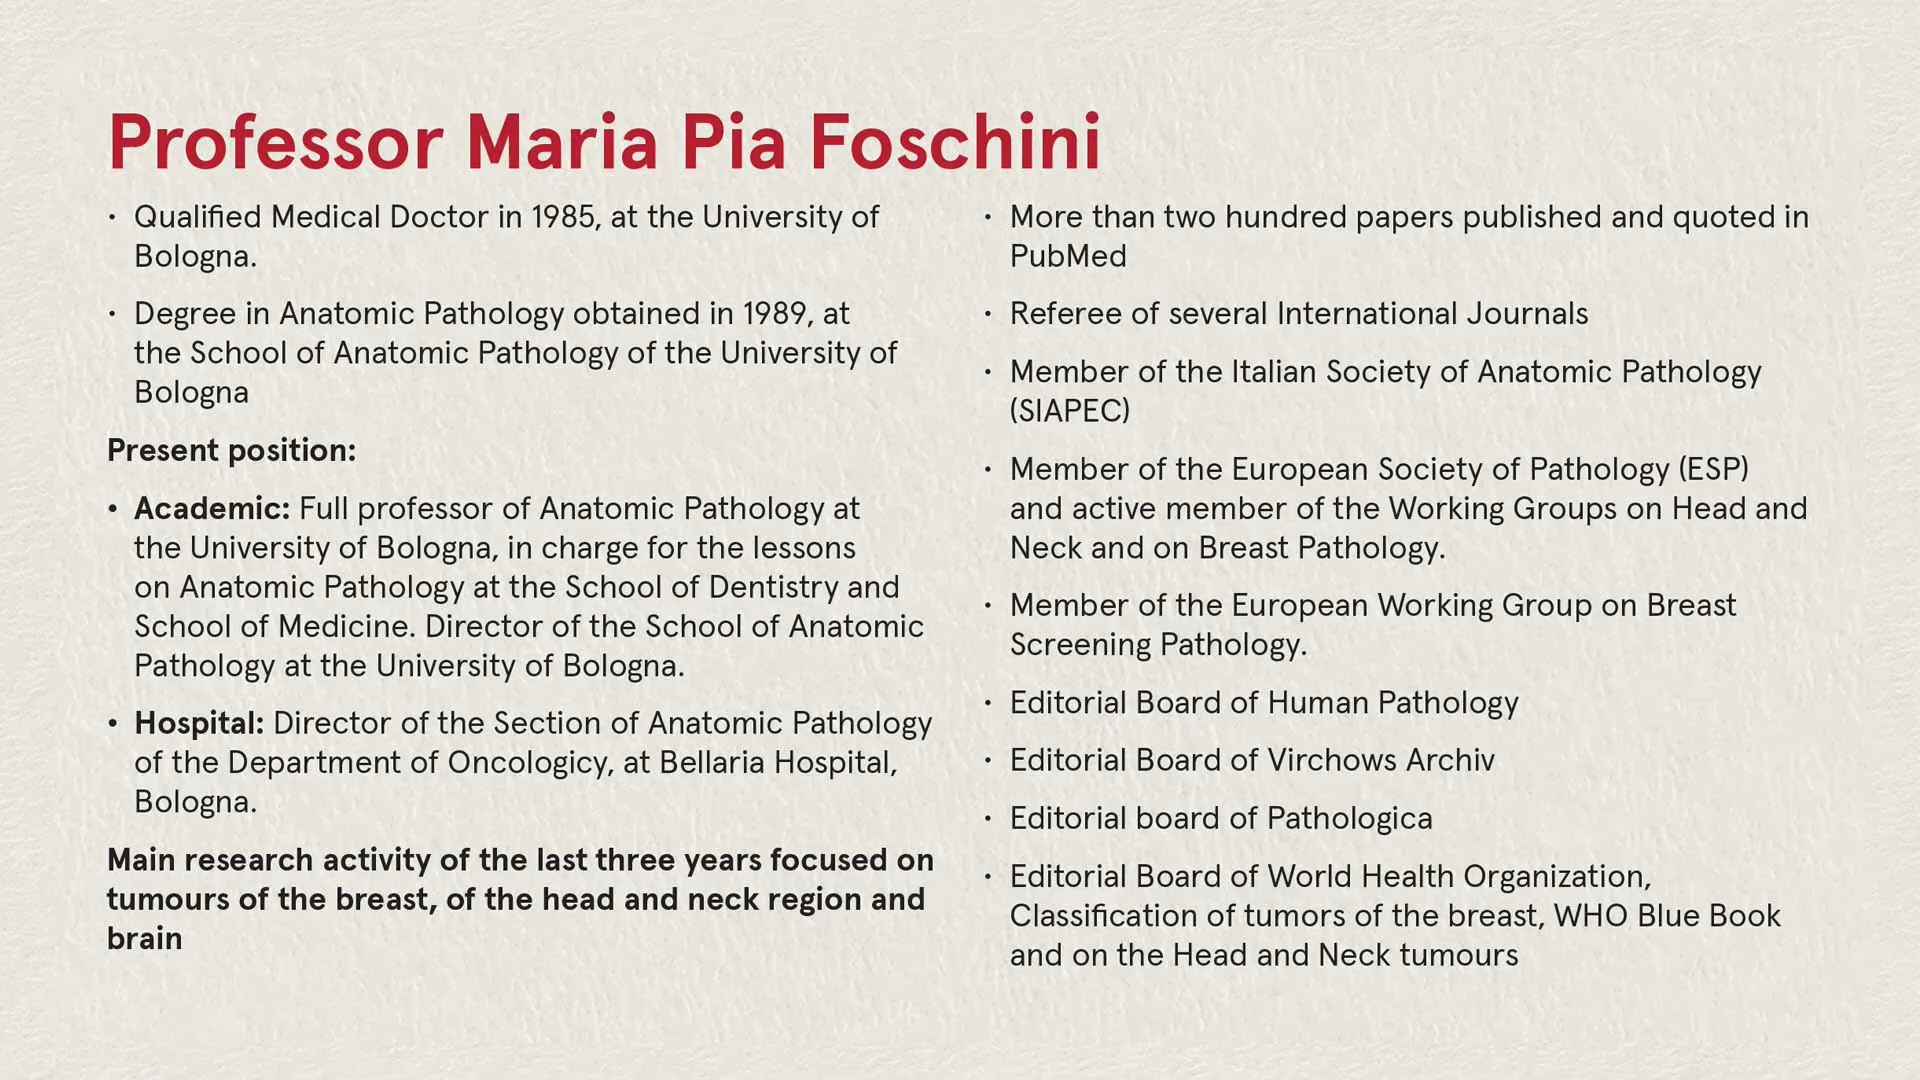 Professor Maria Pia Foschini
• Qualified Medical Doctor in 1985, at the University of
Bologna.
• Degree in Anatomic Pathology obtained in 1989, at
the School of Anatomic Pathology of the University of
Bologna
Present position:
• Academic: Full professor of Anatomic Pathology at
the University of Bologna, in charge for the lessons
on Anatomic Pathology at the School of Dentistry and
School of Medicine. Director of the School of Anatomic
Pathology at the University of Bologna.
• Hospital: Director of the Section of Anatomic Pathology
of the Department of Oncologicy, at Bellaria Hospital,
Bologna.
Main research activity of the last three years focused on
tumours of the breast, of the head and neck region and
brain
• More than two hundred papers published and quoted in
PubMed
• Referee of several International Journals
• Member of the Italian Society of Anatomic Pathology
(SIAPEC)
• Member of the European Society of Pathology (ESP)
and active member of the Working Groups on Head and
Neck and on Breast Pathology.
• Member of the European Working Group on Breast
Screening Pathology.
• Editorial Board of Human Pathology
• Editorial Board of Virchows Archiv
• Editorial board of Pathologica
• Editorial Board of World Health Organization,
Classification of tumors of the breast, WHO Blue Book
and on the Head and Neck tumours